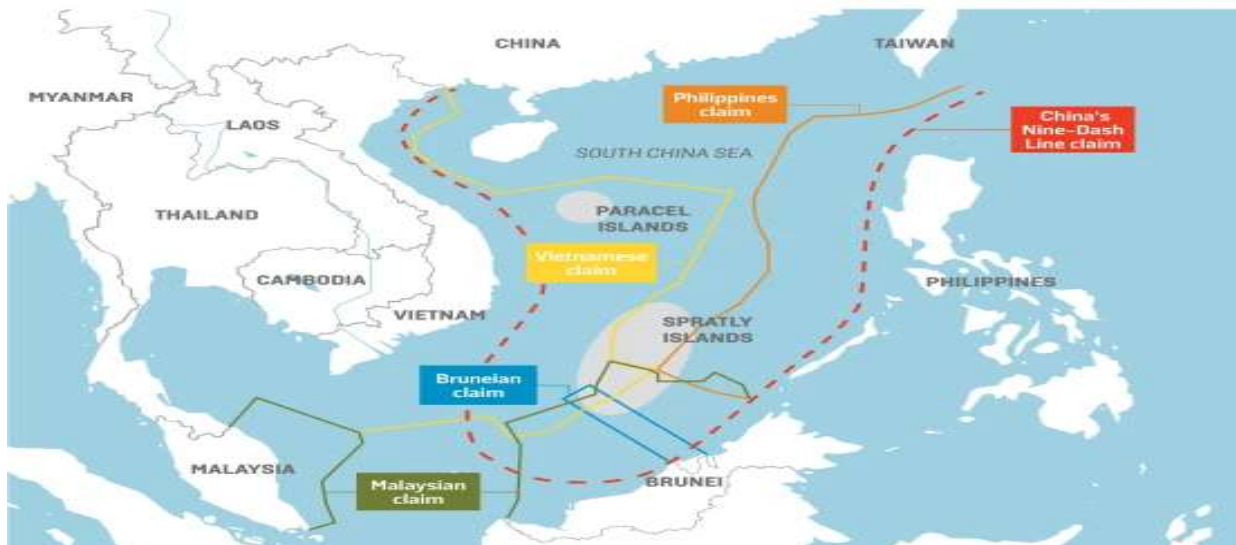 CHINA
TAIWAN
MYANMAR
Philippines
claim
China's
Nine-Dash
Line claim
LAOS
SOUTH CHINA SEA
THAILAND
PARACEL
ISLANDS
Vietnamese
claim
CAMBODIA
PHILIPPINES
VIETNAM
SPRATLY
ISLANDS
Bruneian
claim
MALAYSIA
Malaysian
claim
BRUNEI